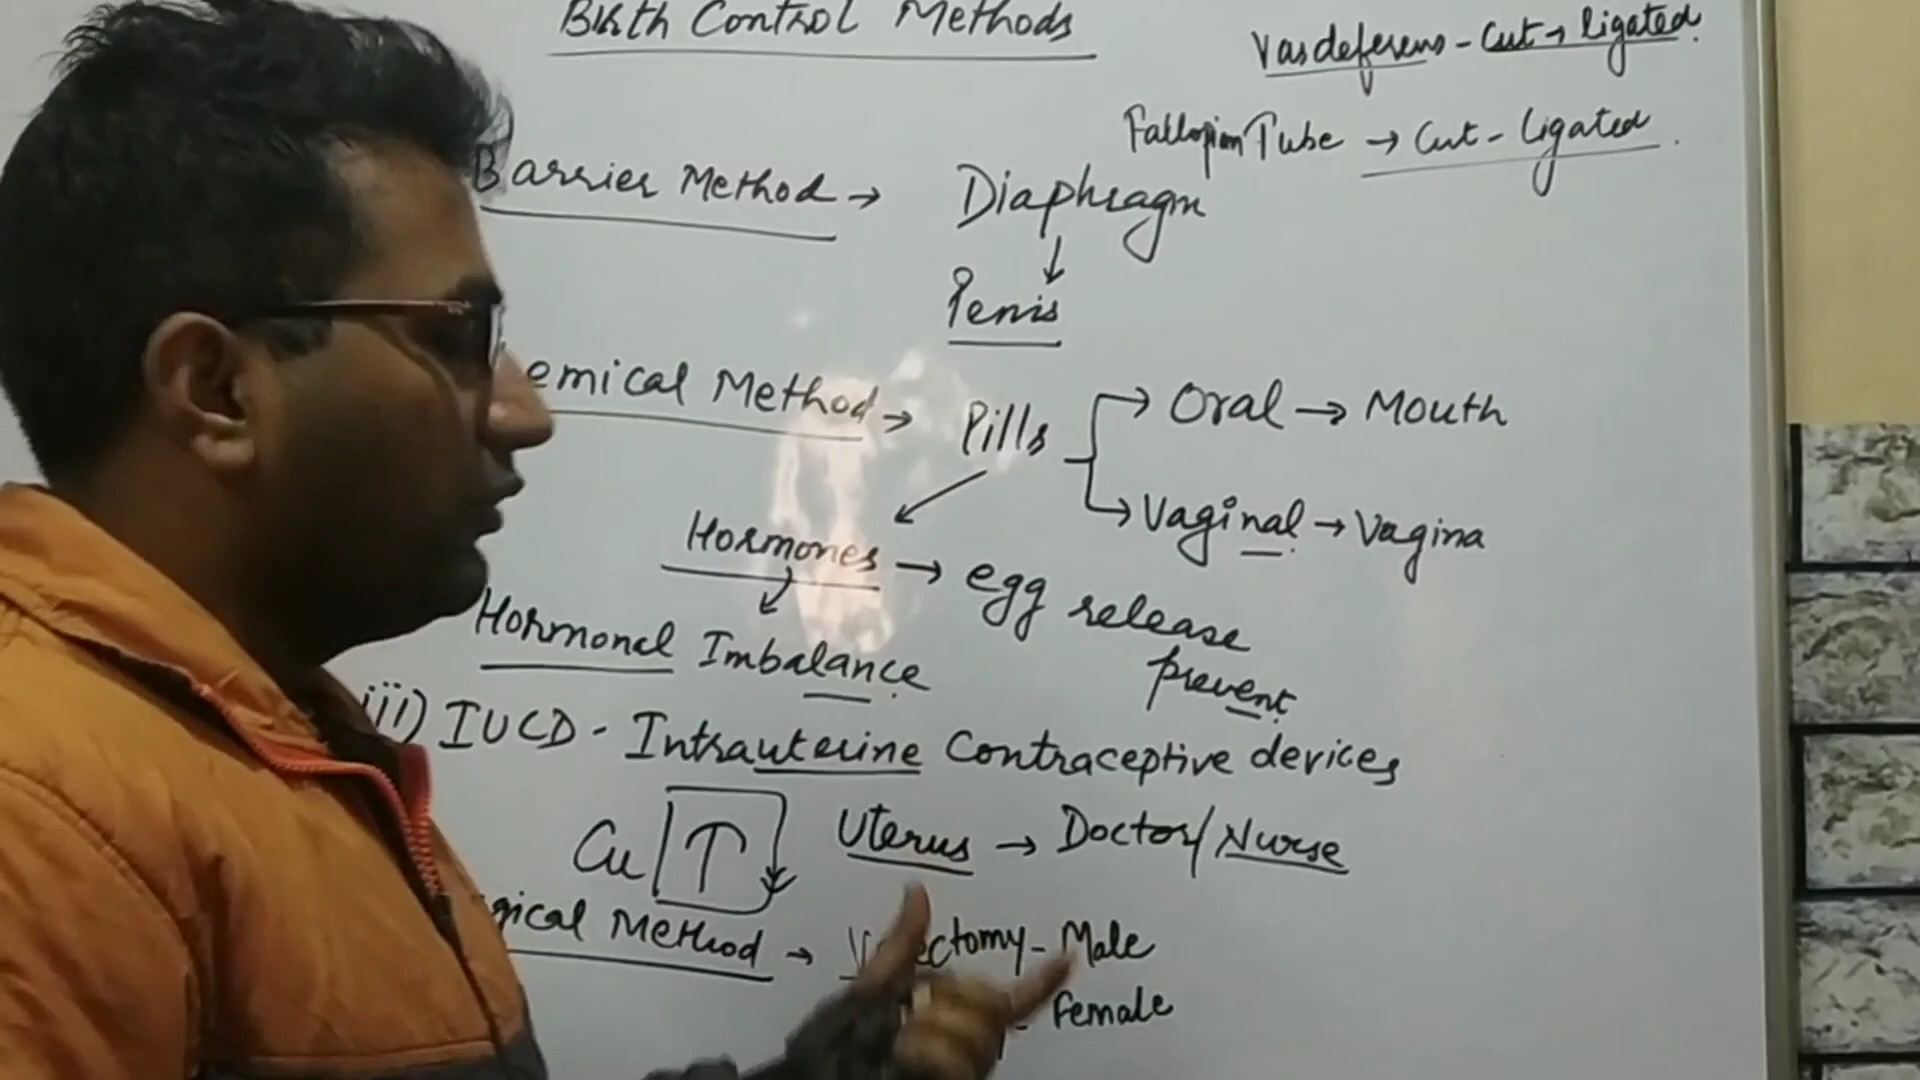 Birth Control Methods
Vasdeferens - Cut → ligated.
Fallopian Tube → Cut - ligated.
Barrier Method → Diaphragm
↓
Penis
emical Method → Pills → Oral → Mouth
→ Vaginal → Vagina
Hormones → egg release
prevent
Hormonal Imbalance
iii) IUCD - Intrauterine Contraceptive devices
Cu T Uterus → Doctor/Nurse
gical Method → V ectomy - Male
- Female